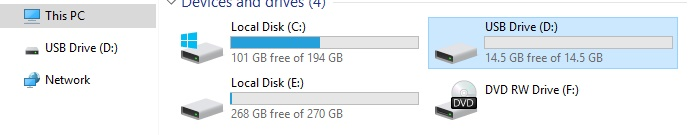 Devices and drives (4)
This PC
USB Drive (D:)
Network
Local Disk (C:)
101 GB free of 194 GB
USB Drive (D:)
14.5 GB free of 14.5 GB
Local Disk (E:)
268 GB free of 270 GB
DVD RW Drive (F:)
DVD